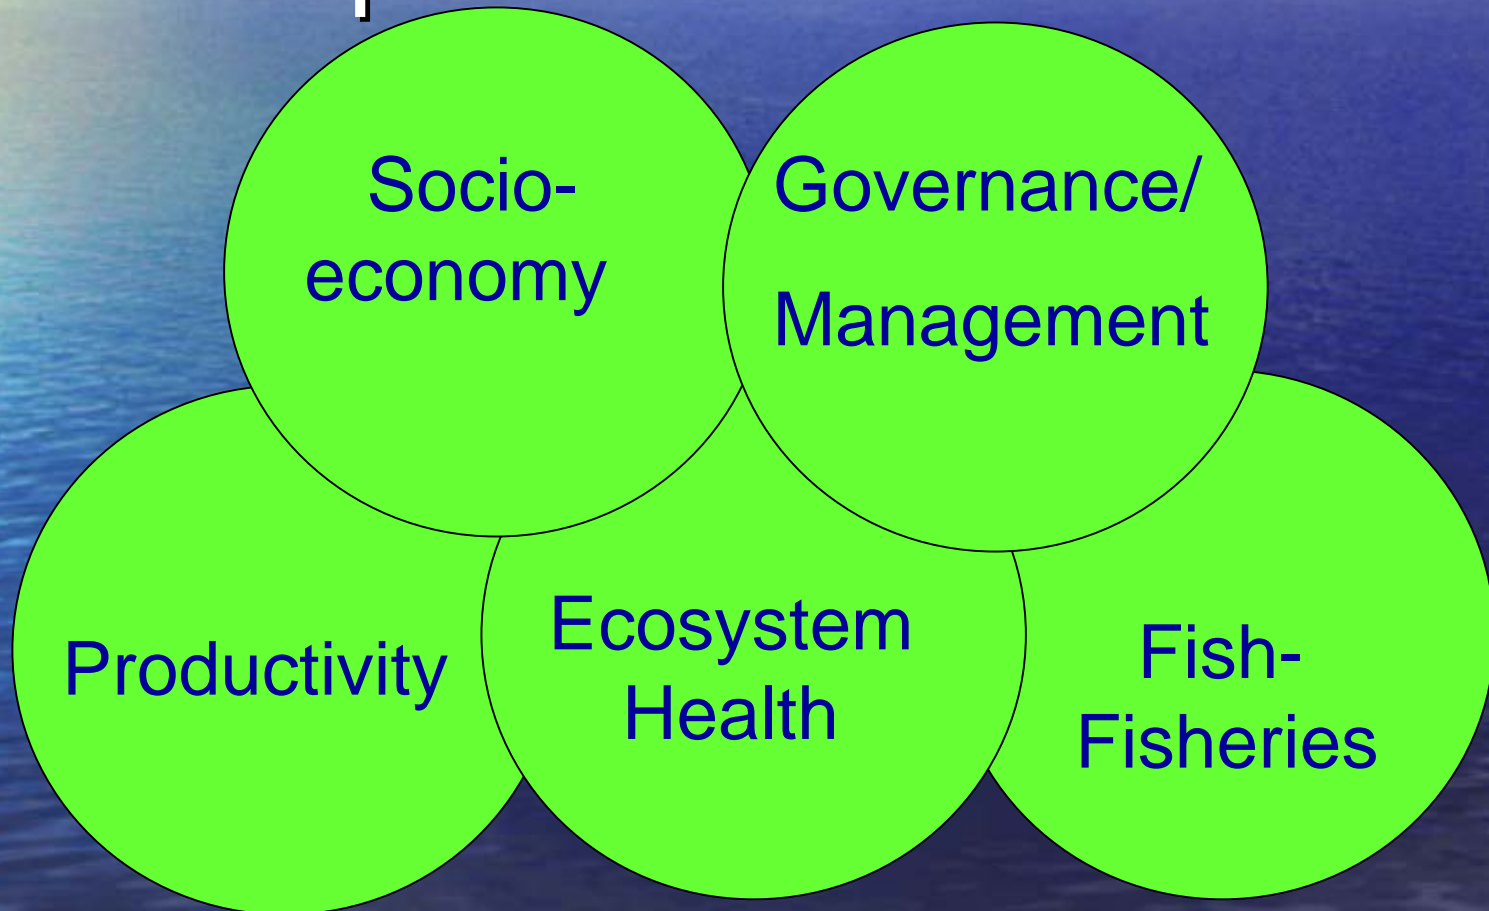 Socio-
economy
Governance/
Management
Productivity
Ecosystem
Health
Fish-
Fisheries